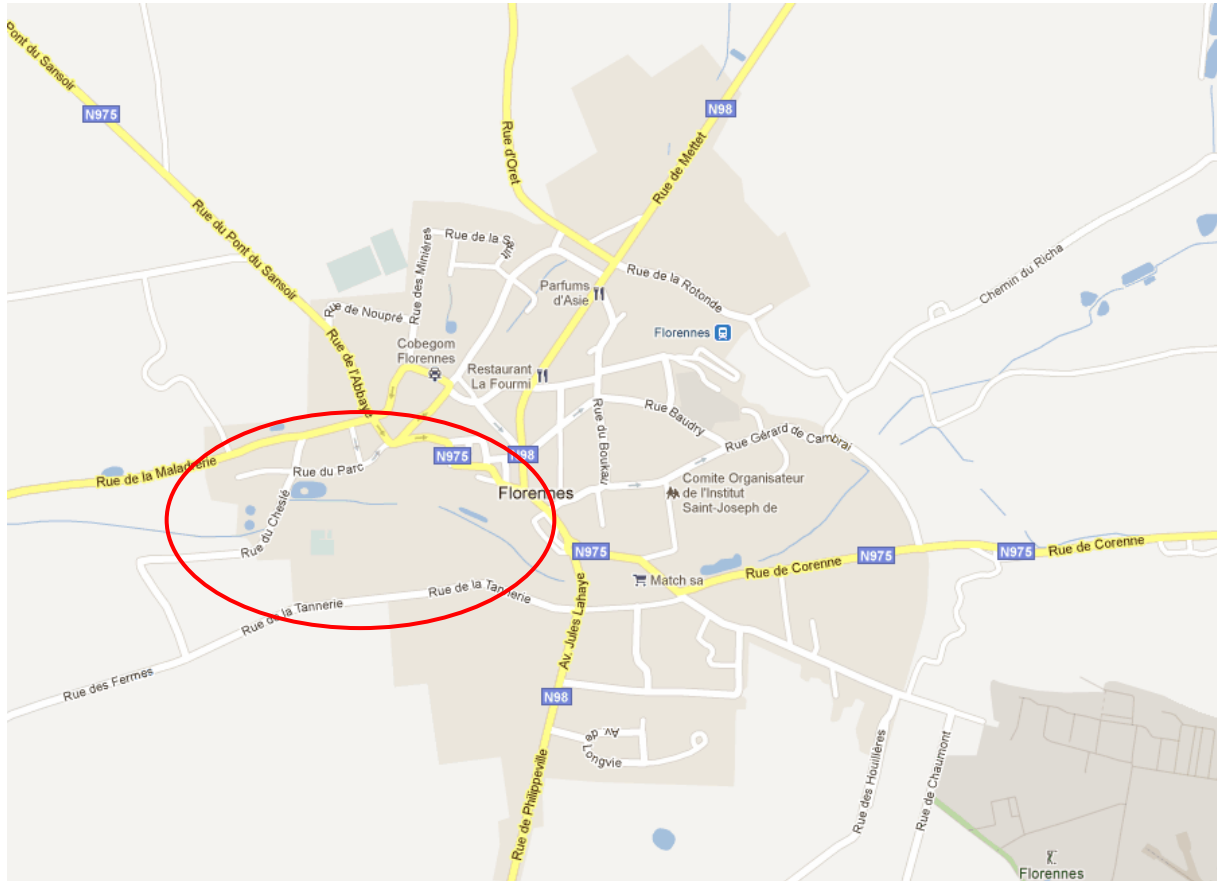 Pont du Sansoir
N975
Rue du Pont du Sansoir
Rue d'Oret
N98
Rue de Mettet
Rue de la Sult
Rue des Minières
Rue de Noupré
Rue de l'Abbaye
Cobegom
Florennes
Parfums
d'Asie
Rue de la Rotonde
Florennes
Chemin du Richa
Restaurant
La Fourmi
Rue du Boukau
Rue Baudry
Rue Gérard de Cambrai
Rue de la Maladrerie
Rue du Parc
N975
N98
Florennes
Comite Organisateur
de l'Institut
Saint-Joseph de
Rue du Cheslé
N975
Match sa
Rue de Corenne
N975
N975
Rue de Corenne
Rue de la Tannerie
Rue de la Tannerie
Rue des Fermes
Av. Jules Lahaye
N98
Av de
Longvie
Rue de Philippeville
Rue des Houillères
Rue de Chaumont
Florennes